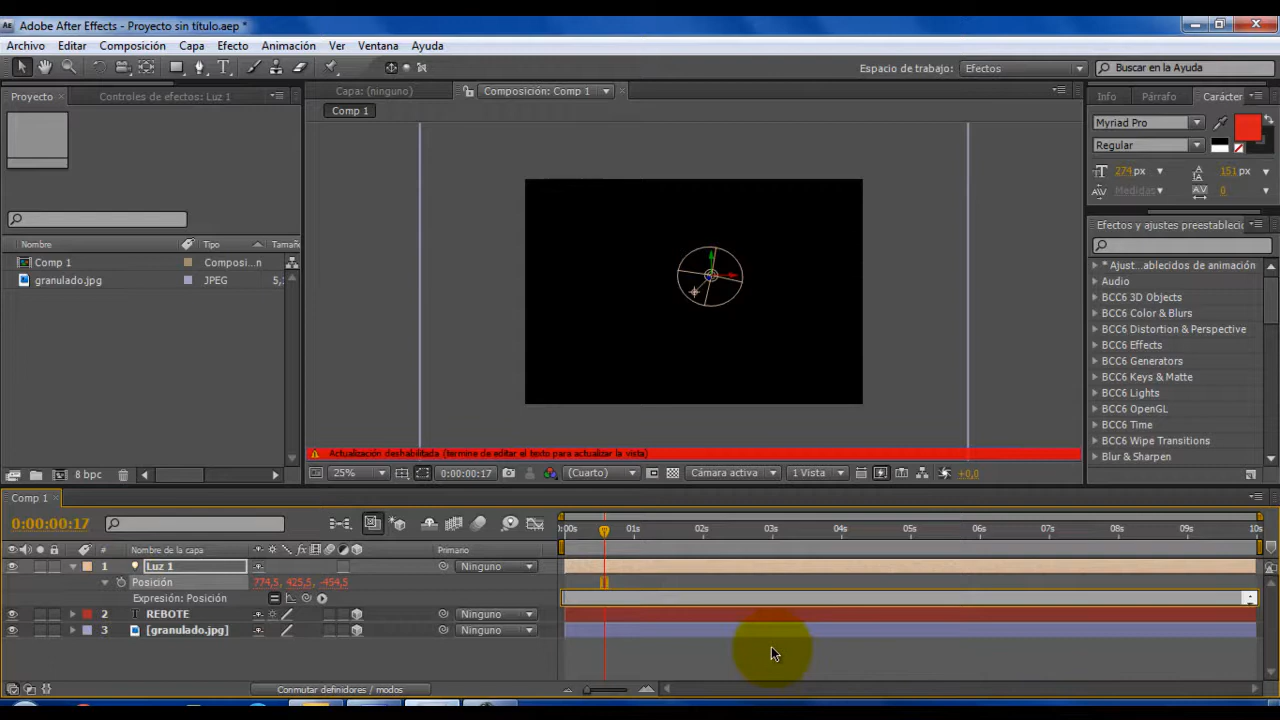 Adobe After Effects - Proyecto sin título.aep *
Archivo Editar Composición Capa Efecto Animación Ver Ventana Ayuda
Espacio de trabajo: Efectos Buscar en la Ayuda
Proyecto Controles de efectos: Luz 1
Capa: (ninguno) Composición: Comp 1
Info Párrafo Carácter
Comp 1
Myriad Pro
Regular
274 px 151 px
Medidas 0
Efectos y ajustes preestablecic
Nombre Tipo Tamañ
Comp 1 Composi...n
granulado.jpg JPEG 5,
* Ajust...ablecidos de animación
Audio
BCC6 3D Objects
BCC6 Color & Blurs
BCC6 Distortion & Perspective
BCC6 Effects
BCC6 Generators
BCC6 Keys & Matte
BCC6 Lights
BCC6 OpenGL
BCC6 Time
BCC6 Wipe Transitions
Blur & Sharpen
Actualización deshabilitada (termine de editar el texto para actualizar la vista)
8 bpc
25% 0:00:00:17 (Cuarto) Cámara activa 1 Vista +0,0
Comp 1
0:00:00:17
:00s 01s 02s 03s 04s 05s 06s 07s 08s 09s 10s
# Nombre de la capa Primario
1 Luz 1 Ninguno
Posición 774,5, 425,5, -454,5
Expresión: Posición
2 T REBOTE Ninguno
3 [granulado.jpg] Ninguno
Conmutar definidores / modos